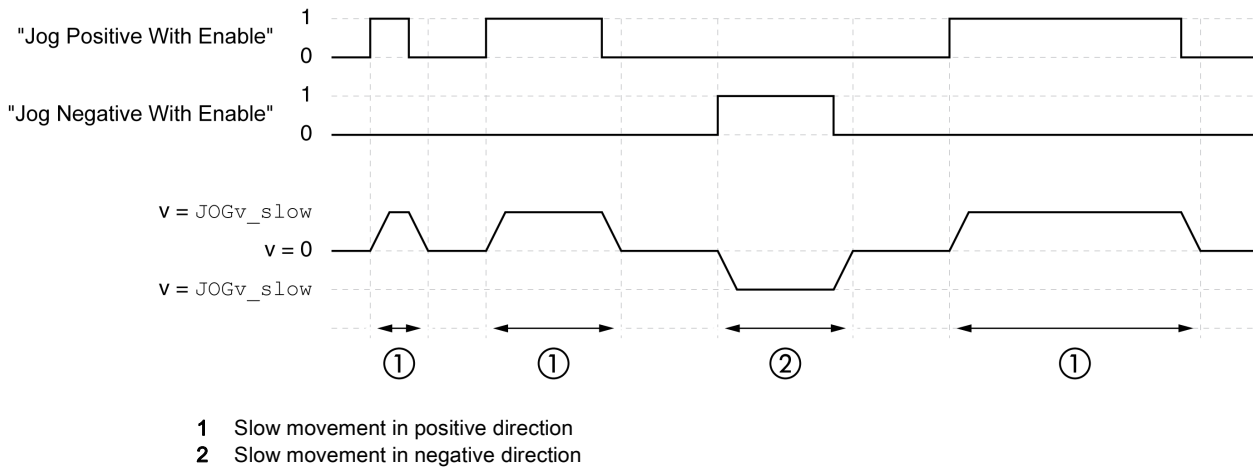 1
"Jog Positive With Enable"
0
1
"Jog Negative With Enable"
0
v = JOGv_slow
v = 0
v = JOGv_slow
1 1 2 1
1 Slow movement in positive direction
2 Slow movement in negative direction